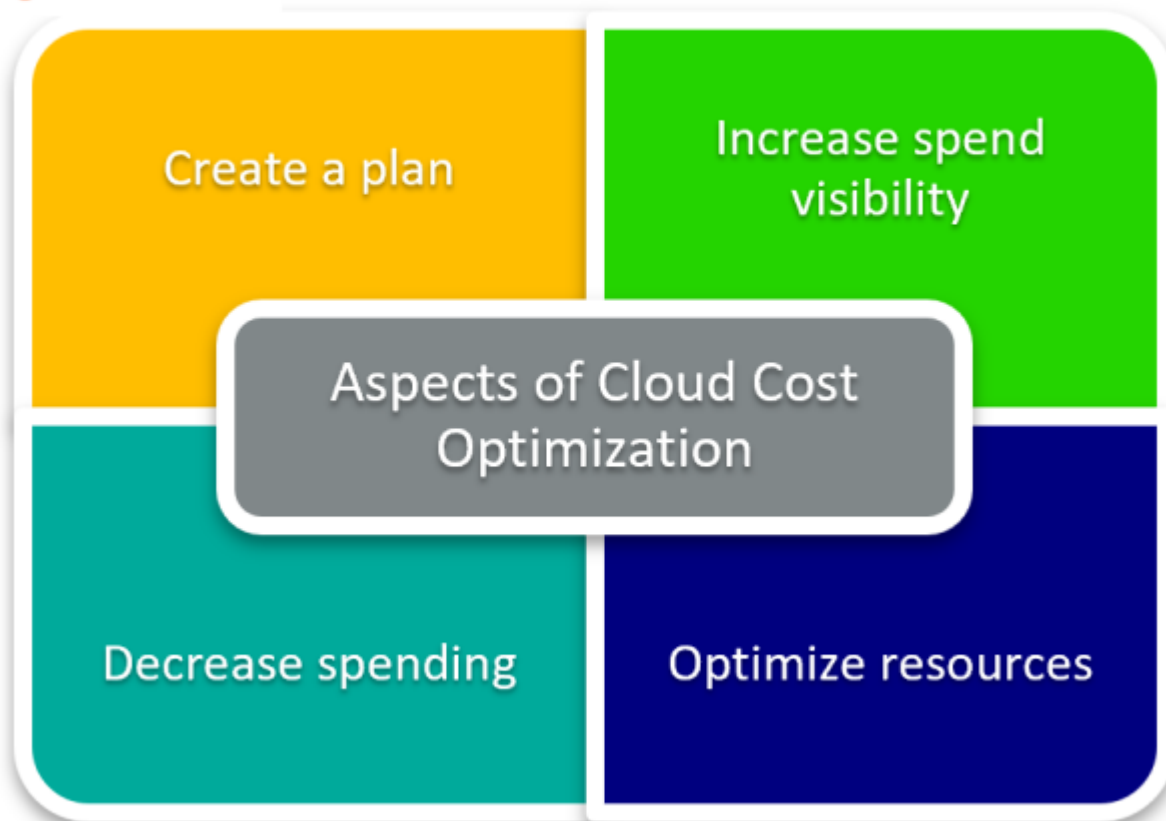 Create a plan
Increase spend
visibility
Aspects of Cloud Cost
Optimization
Decrease spending
Optimize resources